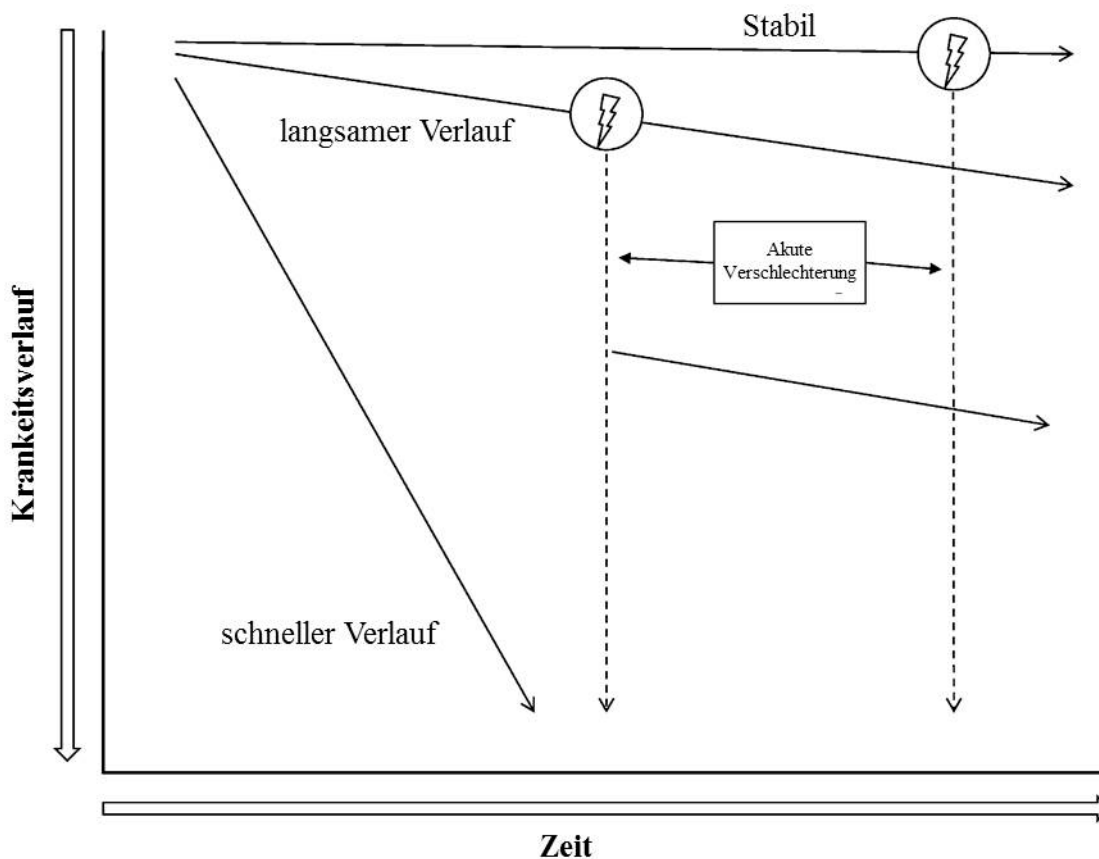 Stabil
langsamer Verlauf
Akute
Verschlechterung
schneller Verlauf
Krankeitsverlauf
Zeit